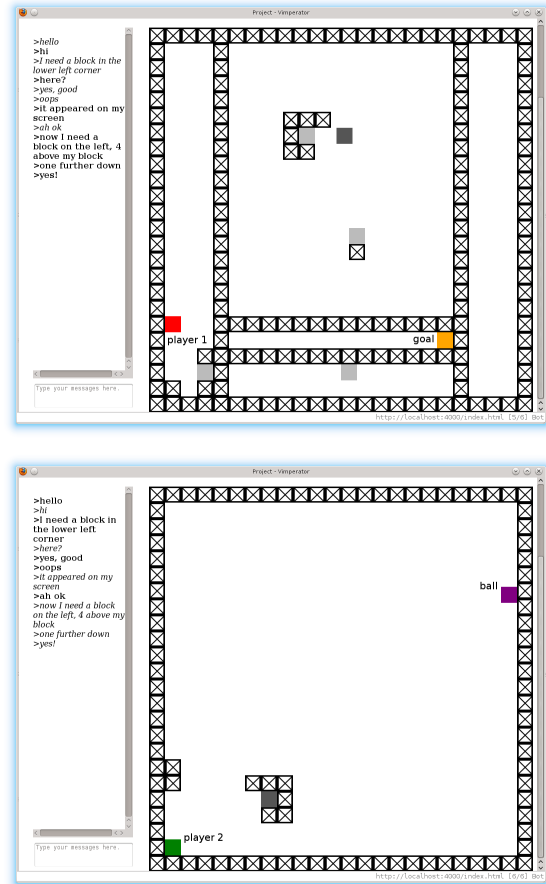 Project - Vimperator
>hello
>hi
>I need a block in the
lower left corner
>here?
>yes, good
>oops
>it appeared on my
screen
>ah ok
>now I need a
block on the left, 4
above my block
>one further down
>yes!
player 1
goal
Type your messages here.
http://localhost:4000/index.html [5/6] Bot
Project - Vimperator
>hello
>hi
>I need a block in
the lower left
corner
>here?
>yes, good
>oops
>it appeared on my
screen
>ah ok
>now I need a block
on the left, 4 above my
block
>one further down
>yes!
ball
player 2
Type your messages here.
http://localhost:4000/index.html [6/6] Bot